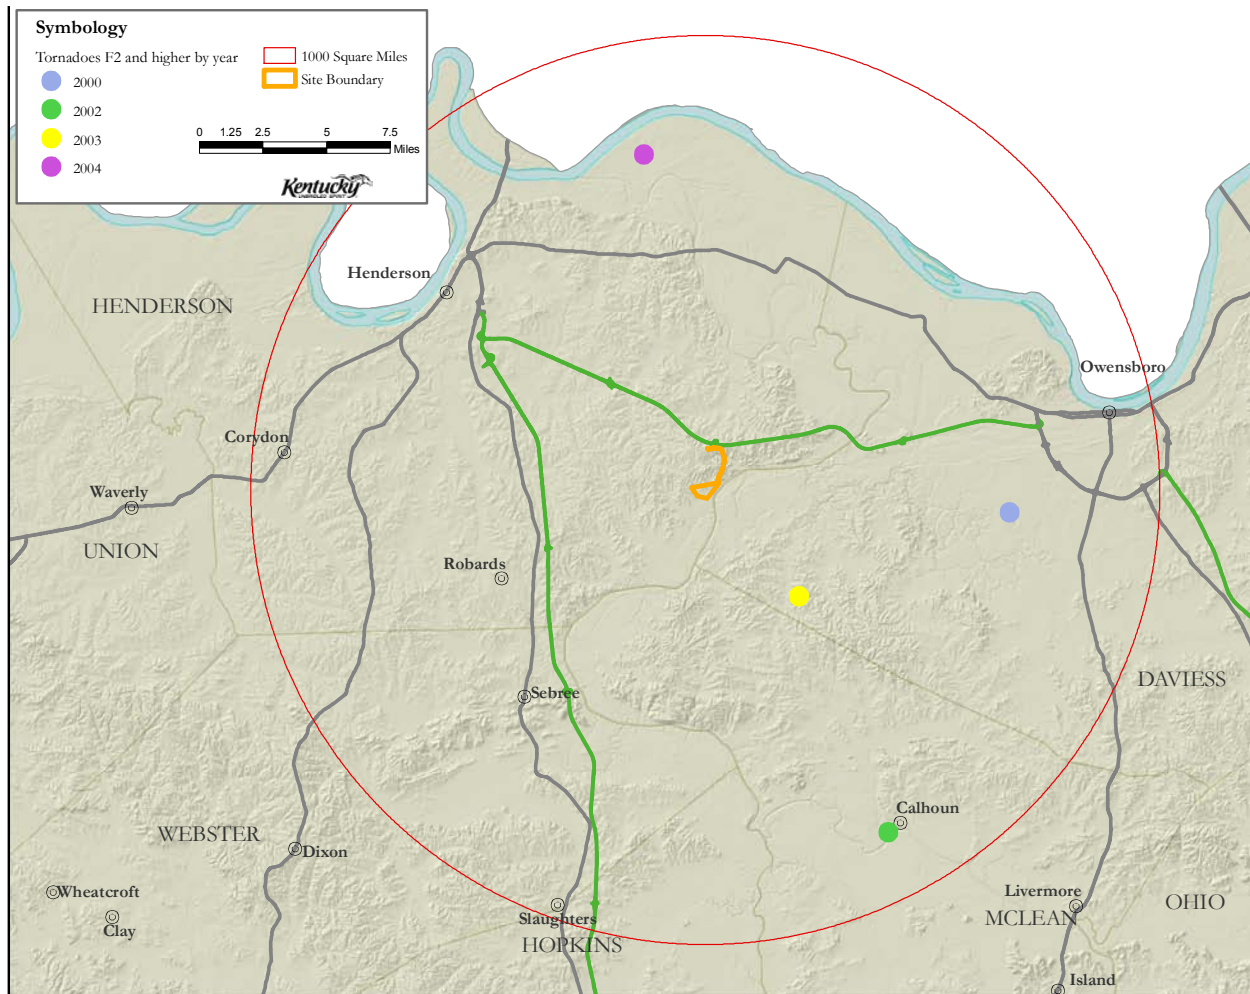 Symbology
Tornadoes F2 and higher by year
1000 Square Miles
Site Boundary
2000
2002
2003
2004
0 1.25 2.5 5 7.5
Miles
Kentucky
UNBRIDLED SPIRIT
Henderson
HENDERSON
Owensboro
Corydon
Waverly
UNION
Robards
Sebree
DAVIESS
Calhoun
WEBSTER
Dixon
Wheatcroft
Clay
Livermore
OHIO
MCLEAN
Slaughters
HOPKINS
Island